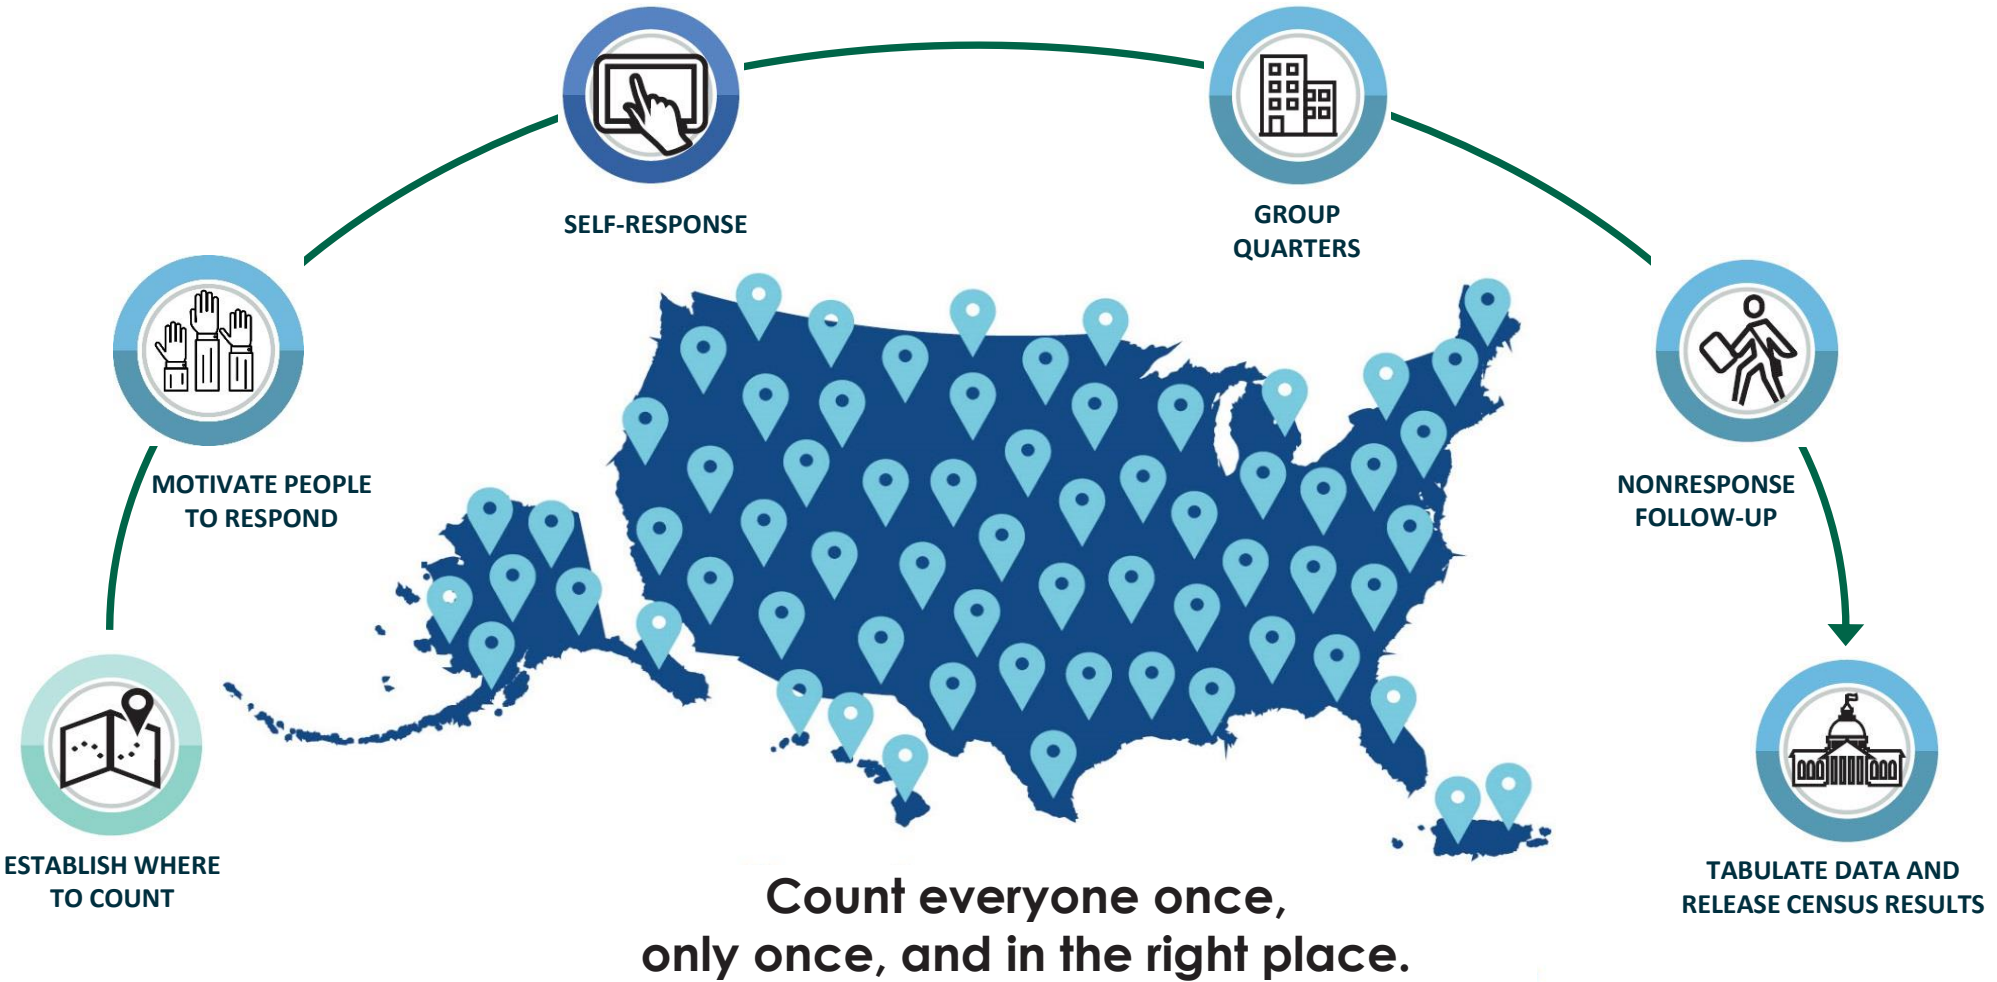 SELF-RESPONSE
GROUP
QUARTERS
MOTIVATE PEOPLE
TO RESPOND
NONRESPONSE
FOLLOW-UP
ESTABLISH WHERE
TO COUNT
TABULATE DATA AND
RELEASE CENSUS RESULTS
Count everyone once,
only once, and in the right place.